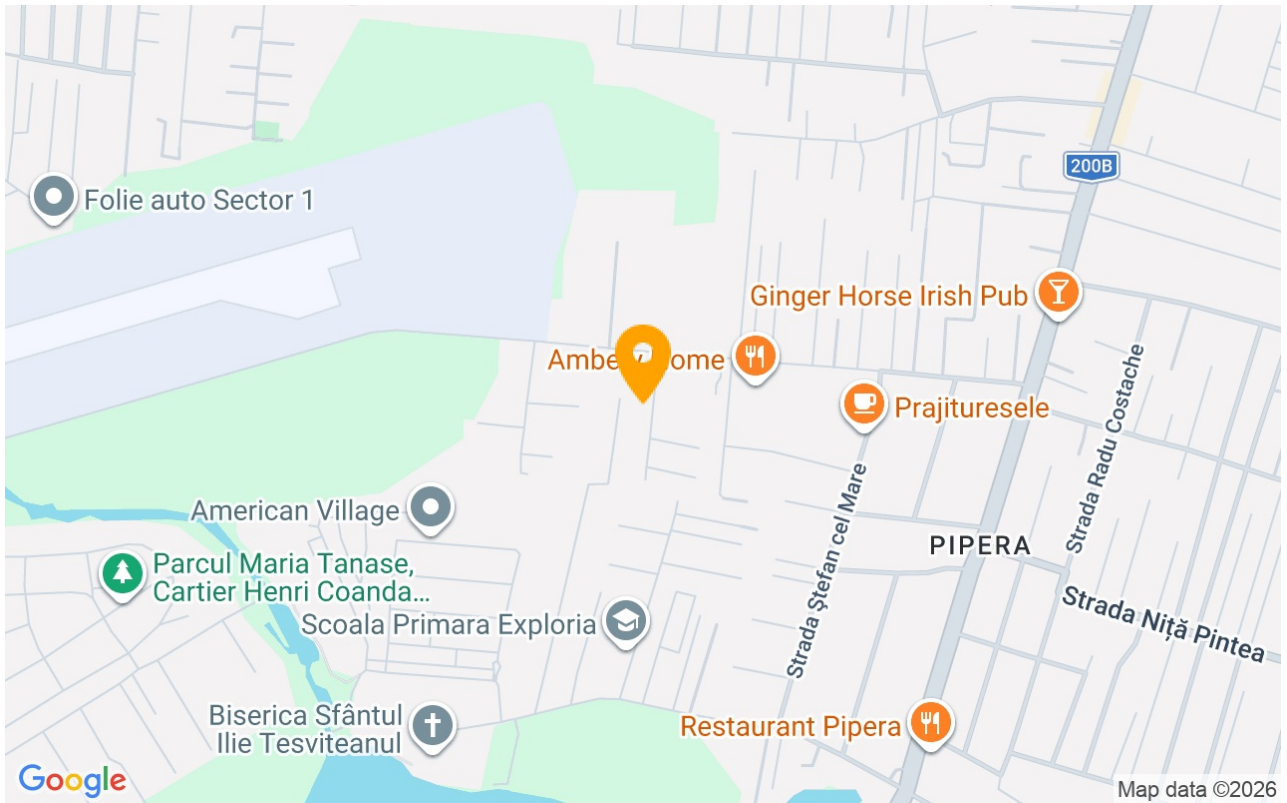 200B
Folie auto Sector 1
Ginger Horse Irish Pub
Strada Radu Costache
Prajituresele
American Village
Strada Ștefan cel Mare
PIPERA
Parcul Maria Tanase,
Cartier Henri Coanda...
Strada Niță Pintea
Scoala Primara Exploria
Biserica Sfântul
Ilie Tesviteanul
Restaurant Pipera
Google
Map data ©2026